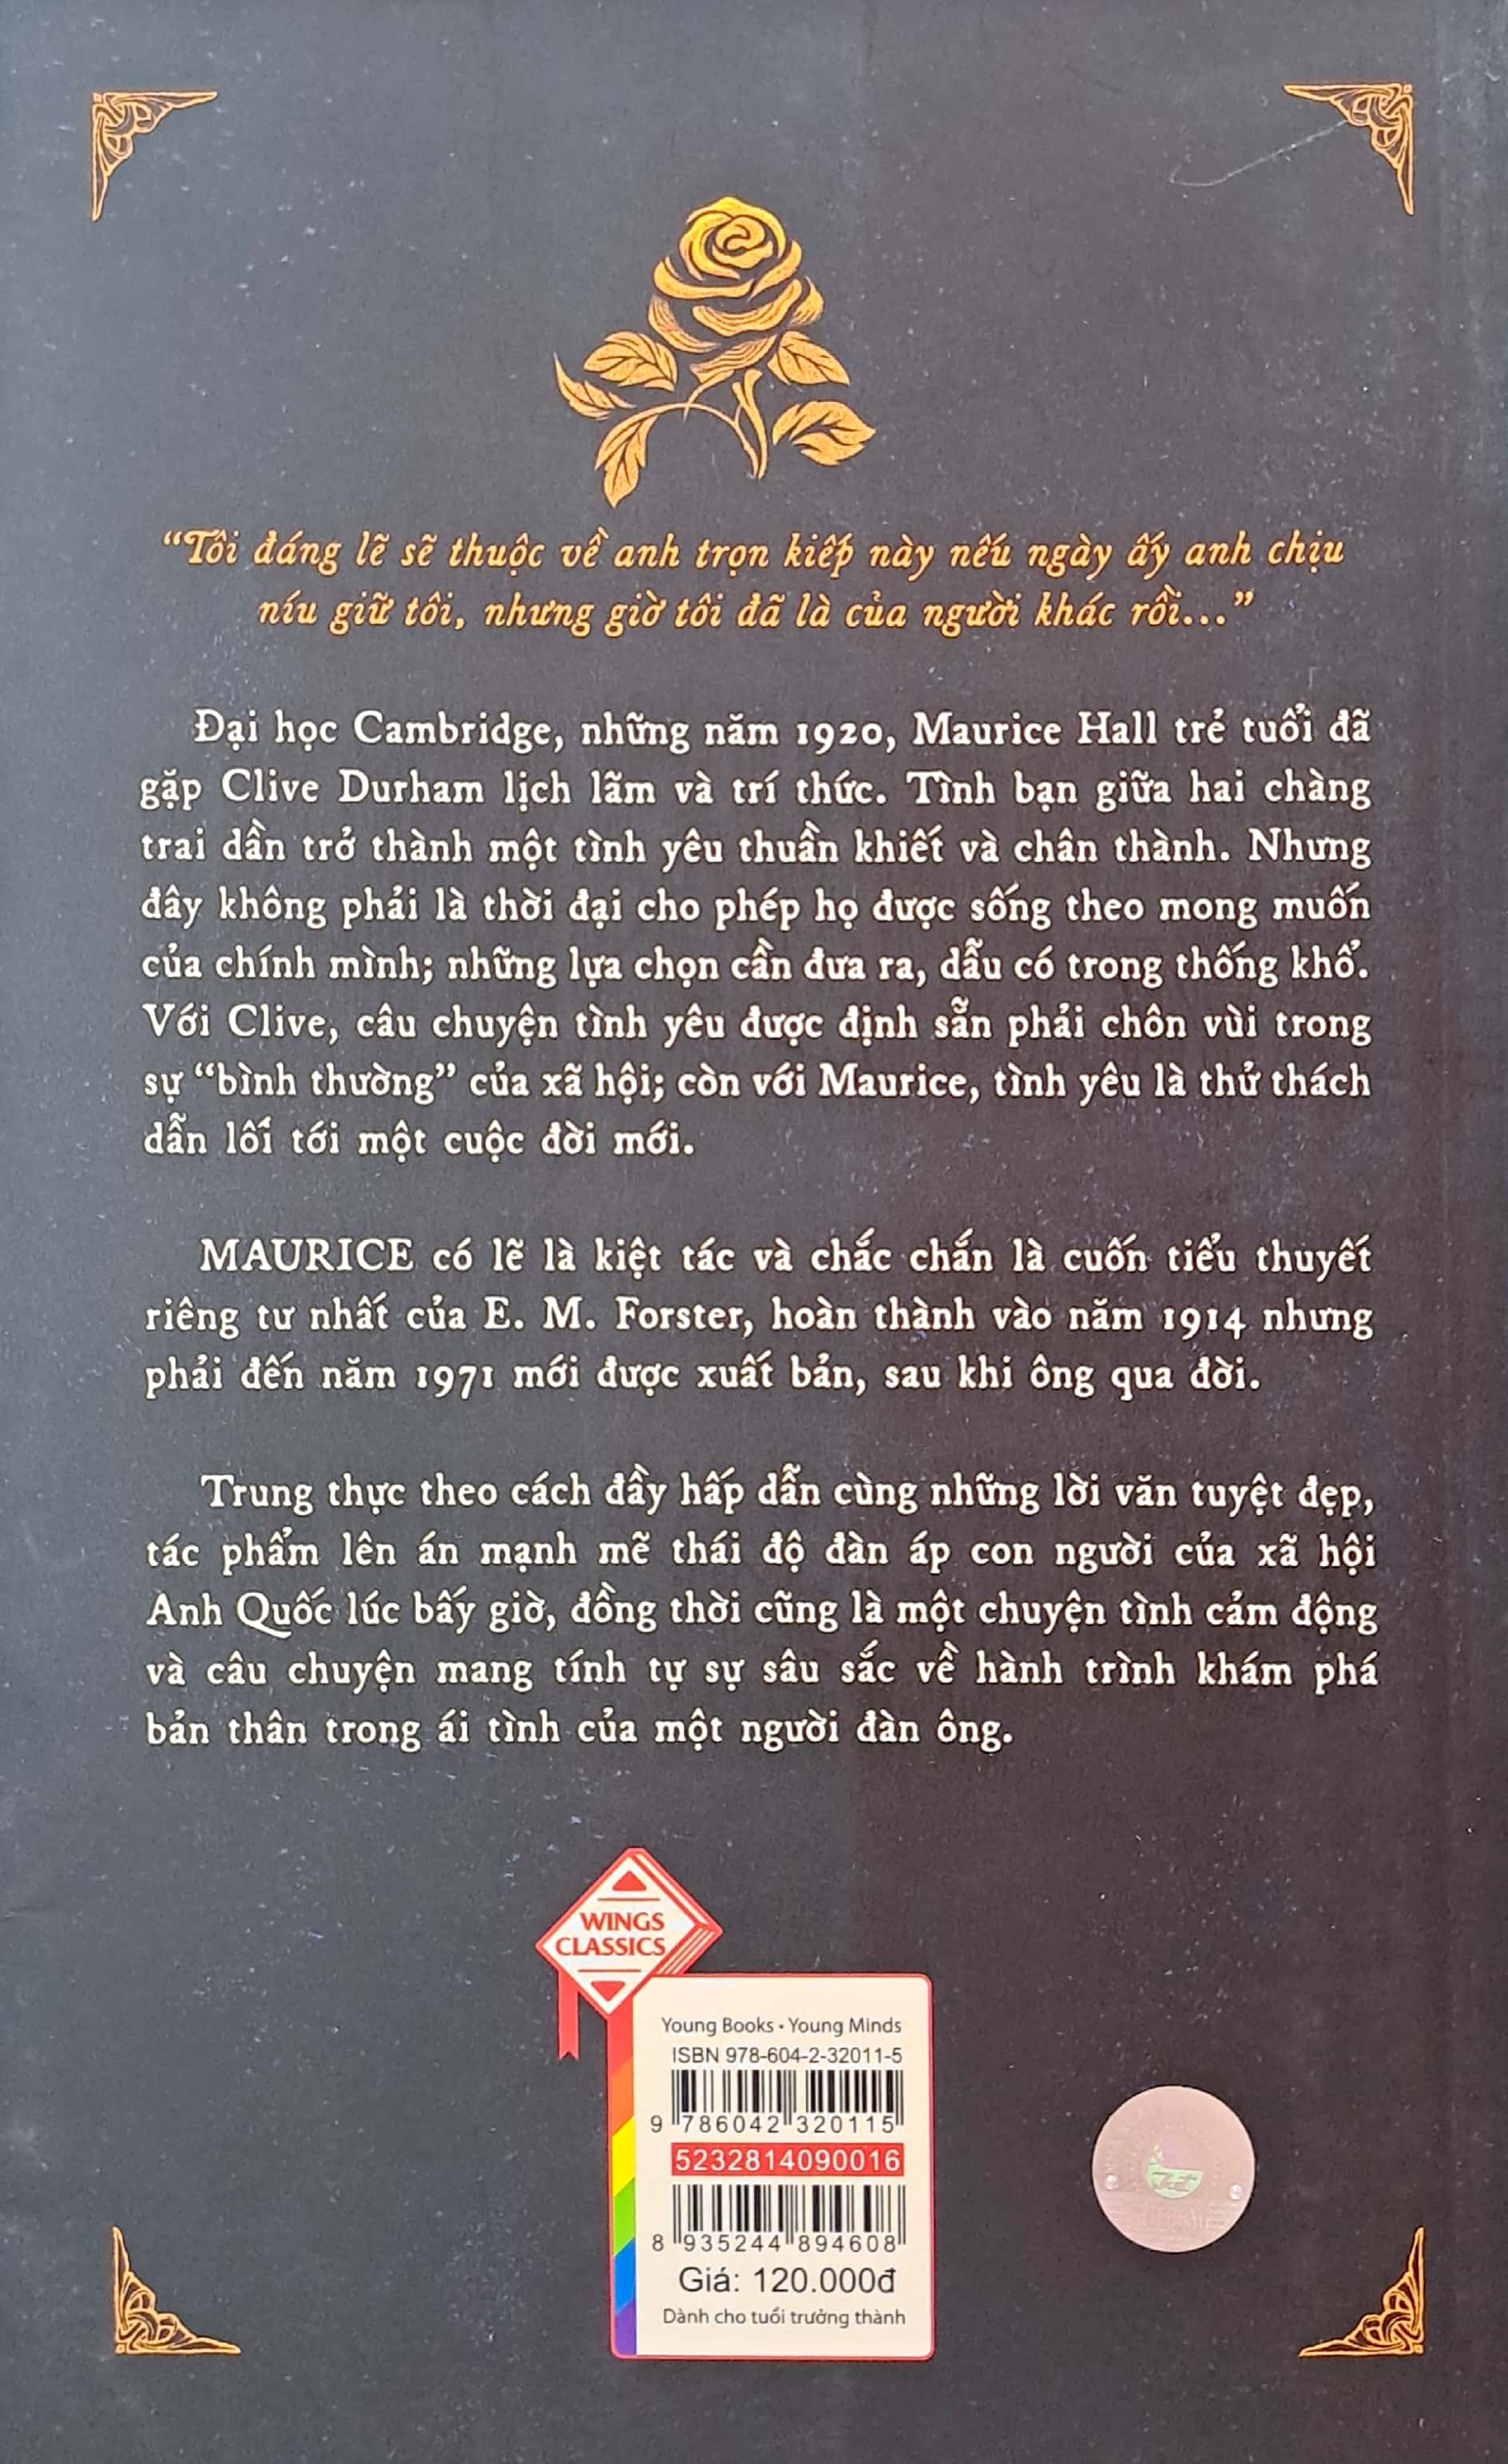 “Tôi đáng lẽ sẽ thuộc về anh trọn kiếp này nếu ngày ấy anh chịu
níu giữ tôi, nhưng giờ tôi đã là của người khác rồi...”
Đại học Cambridge, những năm 1920, Maurice Hall trẻ tuổi đã
gặp Clive Durham lịch lãm và trí thức. Tình bạn giữa hai chàng
trai dần trở thành một tình yêu thuần khiết và chân thành. Nhưng
đây không phải là thời đại cho phép họ được sống theo mong muốn
của chính mình; những lựa chọn cần đưa ra, dẫu có trong thống khổ.
Với Clive, câu chuyện tình yêu được định sẵn phải chôn vùi trong
sự “bình thường” của xã hội; còn với Maurice, tình yêu là thử thách
dẫn lối tới một cuộc đời mới.
MAURICE có lẽ là kiệt tác và chắc chắn là cuốn tiểu thuyết
riêng tư nhất của E. M. Forster, hoàn thành vào năm 1914 nhưng
phải đến năm 1971 mới được xuất bản, sau khi ông qua đời.
Trung thực theo cách đầy hấp dẫn cùng những lời văn tuyệt đẹp,
tác phẩm lên án mạnh mẽ thái độ đàn áp con người của xã hội
Anh Quốc lúc bấy giờ, đồng thời cũng là một chuyện tình cảm động
và câu chuyện mang tính tự sự sâu sắc về hành trình khám phá
bản thân trong ái tình của một người đàn ông.
WINGS
CLASSICS
Young Books • Young Minds
ISBN 978-604-2-32011-5
9 786042 320115
5232814090016
8 935244 894608
Giá: 120.000đ
Dành cho tuổi trưởng thành